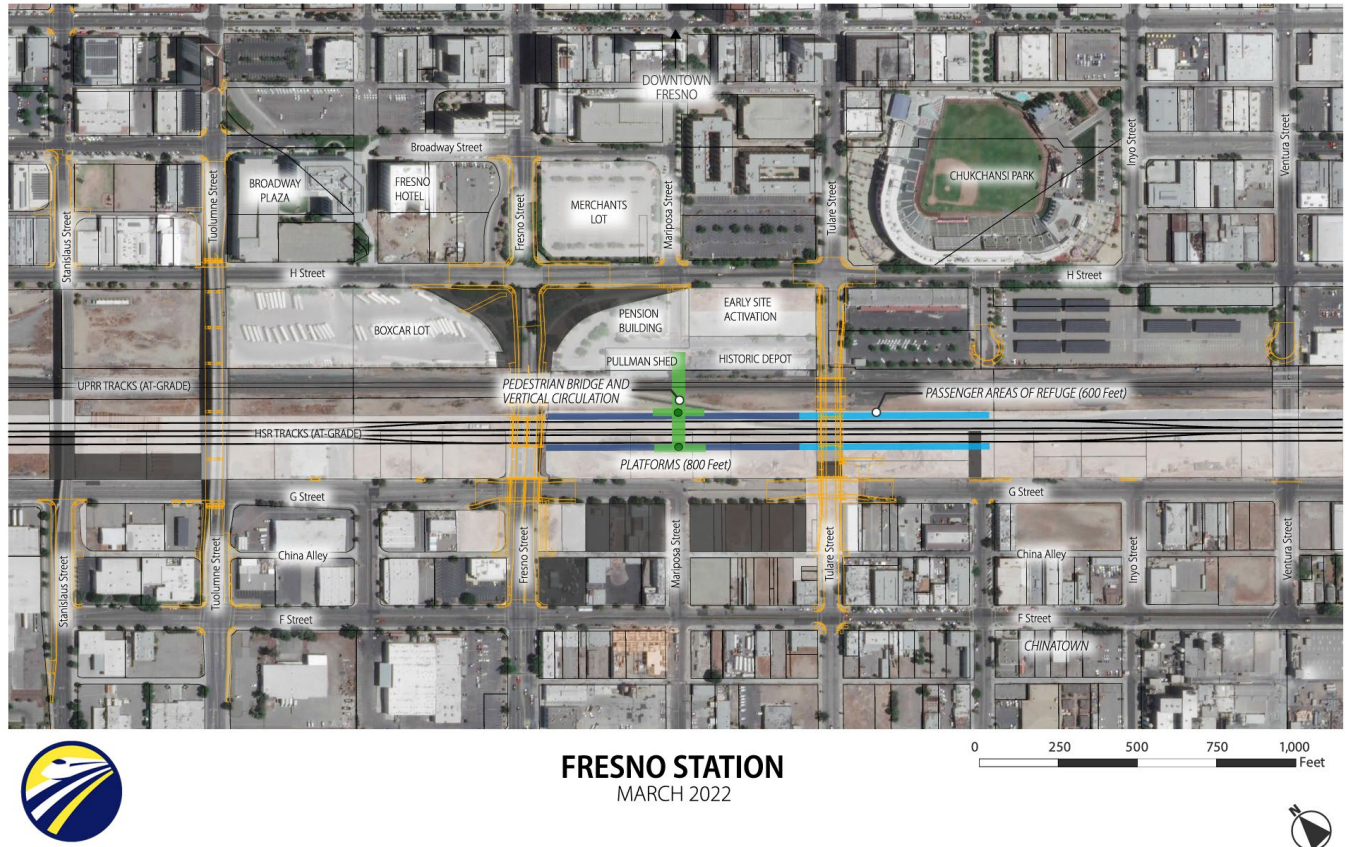 DOWNTOWN
FRESNO
Broadway Street
Stanislaus Street
Tuolumne Street
BROADWAY
PLAZA
FRESNO
HOTEL
Fresno Street
MERCHANTS
LOT
Mariposa Street
Tulare Street
CHUKCHANSI PARK
Inyo Street
Ventura Street
H Street
H Street
BOXCAR LOT
PENSION
BUILDING
EARLY SITE
ACTIVATION
PULLMAN SHED
HISTORIC DEPOT
UPRR TRACKS (AT-GRADE)
PEDESTRIAN BRIDGE AND
VERTICAL CIRCULATION
PASSENGER AREAS OF REFUGE (600 Feet)
HSR TRACKS (AT-GRADE)
PLATFORMS (800 Feet)
G Street
G Street
Stanislaus Street
Tuolumne Street
China Alley
Fresno Street
Mariposa Street
Tulare Street
China Alley
Inyo Street
Ventura Street
F Street
F Street
CHINATOWN
FRESNO STATION
MARCH 2022
0 250 500 750 1,000
Feet
N